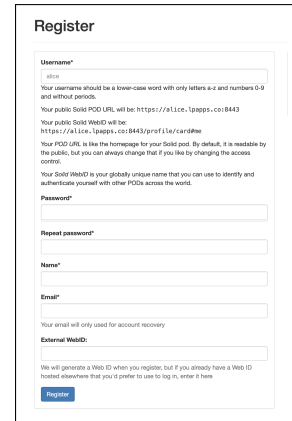 Register
Username*
alice
Your username should be a lower-case word with only letters a-z and numbers 0-9
and without periods.
Your public Solid POD URL will be: https://alice.lpapps.co:8443
Your public Solid WebID will be:
https://alice.lpapps.co:8443/profile/card#me
Your POD URL is like the homepage for your Solid pod. By default, it is readable by
the public, but you can always change that if you like by changing the access
control.
Your Solid WebID is your globally unique name that you can use to identify and
authenticate yourself with other PODs across the world.
Password*
Repeat password*
Name*
Email*
Your email will only used for account recovery
External WebID:
We will generate a Web ID when you register, but if you already have a Web ID
hosted elsewhere that you'd prefer to use to log in, enter it here
Register